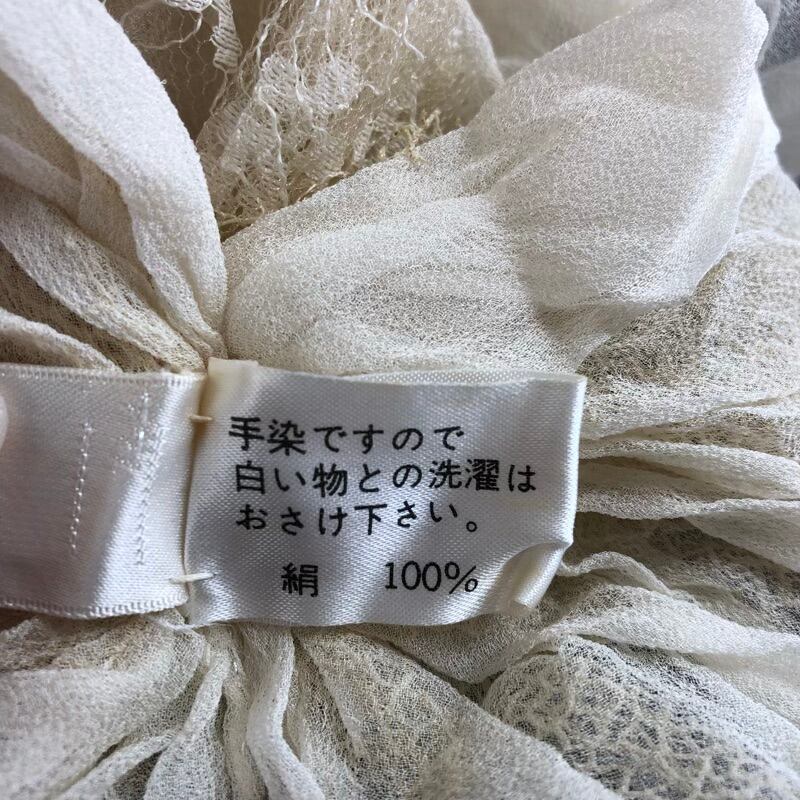 手染ですので
白い物との洗濯は
おさけ下さい。
絹 100%